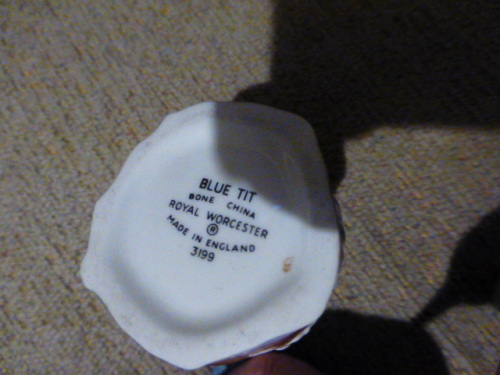 BLUE TIT
BONE CHINA
ROYAL WORCESTER
®
MADE IN ENGLAND
3199